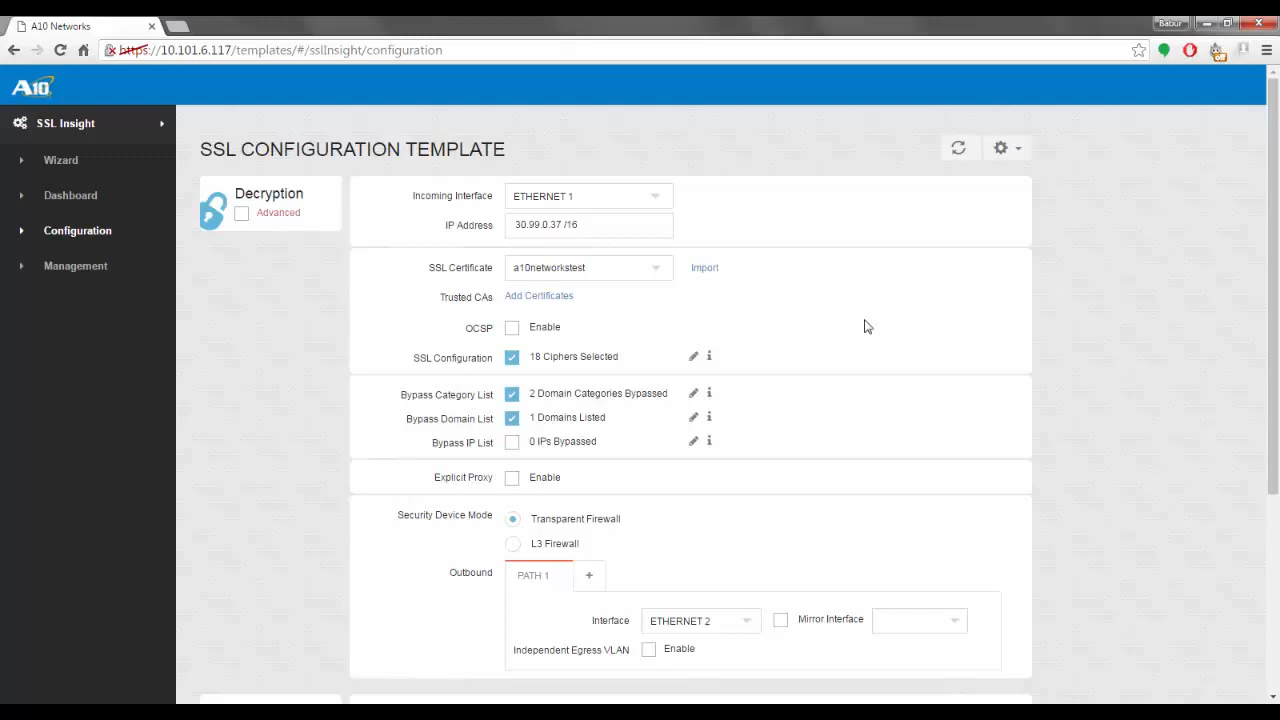 A10 Networks
Babur
https://10.101.6.117/templates/#/sslInsight/configuration
off
A10
SSL Insight
Wizard
Dashboard
Configuration
Management
SSL CONFIGURATION TEMPLATE
Decryption
Advanced
Incoming Interface ETHERNET 1
IP Address 30.99.0.37 /16
SSL Certificate a10networkstest Import
Trusted CAs Add Certificates
OCSP Enable
SSL Configuration 18 Ciphers Selected
Bypass Category List 2 Domain Categories Bypassed
Bypass Domain List 1 Domains Listed
Bypass IP List 0 IPs Bypassed
Explicit Proxy Enable
Security Device Mode Transparent Firewall
L3 Firewall
Outbound PATH 1 +
Interface ETHERNET 2 Mirror Interface
Independent Egress VLAN Enable